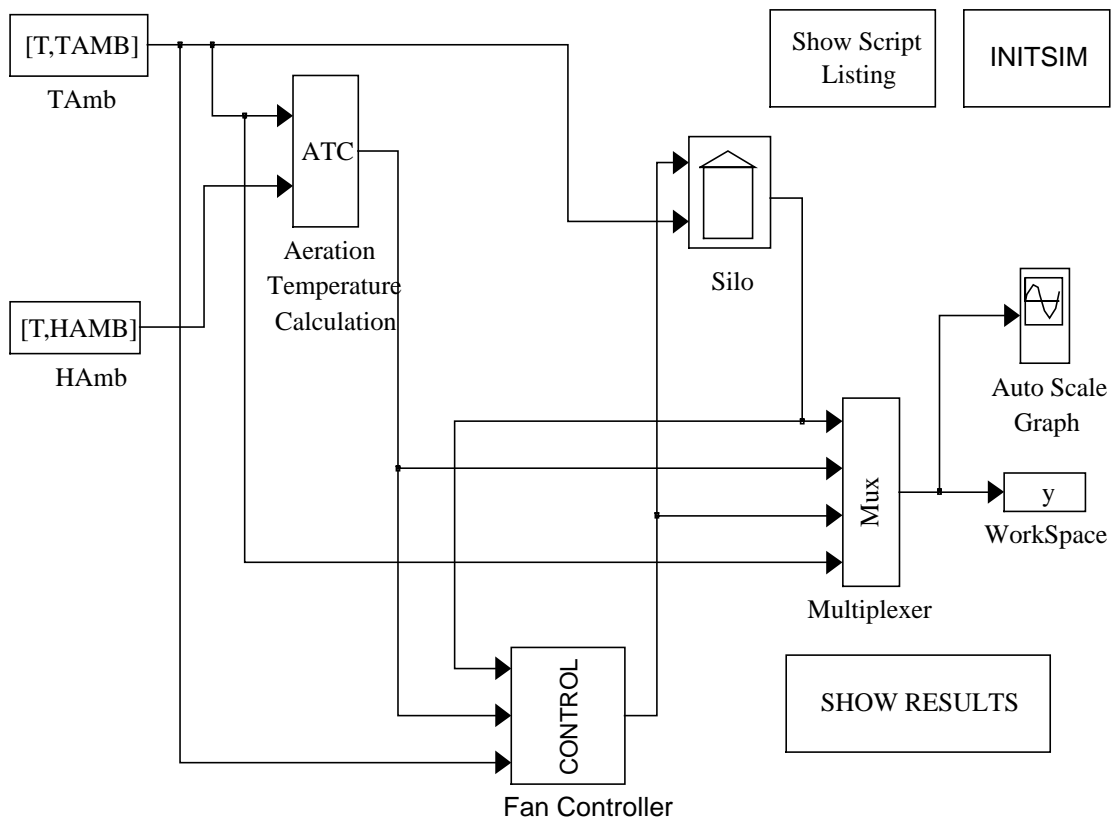 [T,TAMB]
TAmb
Show Script
Listing
INITSIM
ATC
Aeration
Temperature
Calculation
Silo
[T,HAMB]
HAmb
Auto Scale
Graph
Mux
y
WorkSpace
Multiplexer
CONTROL
SHOW RESULTS
Fan Controller